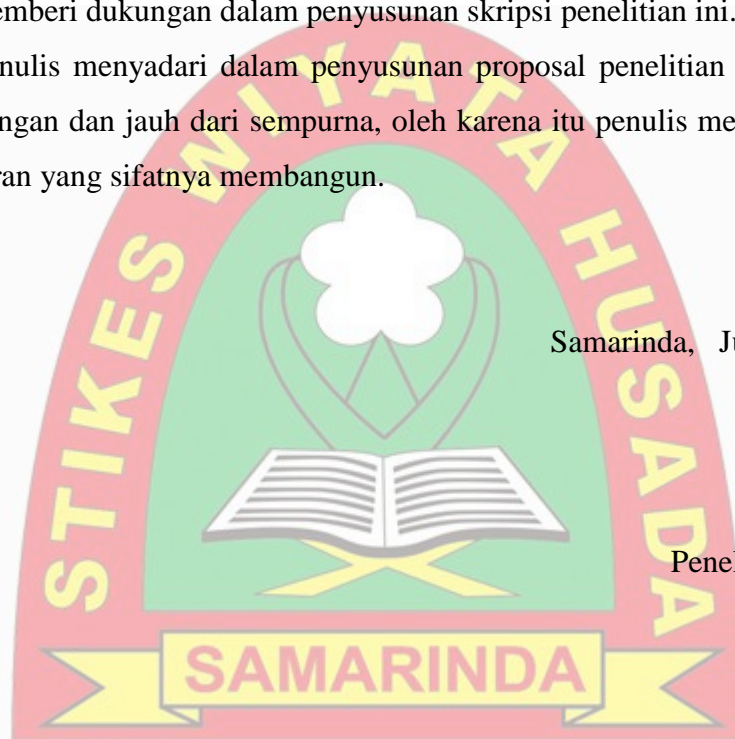 emberi dukungan dalam penyusunan skripsi penelitian ini.
nulis menyadari dalam penyusunan proposal penelitian
ngan dan jauh dari sempurna, oleh karena itu penulis me
ran yang sifatnya membangun.
Samarinda, Ju
Penel
STIKES WIYATA HUSADA
SAMARINDA